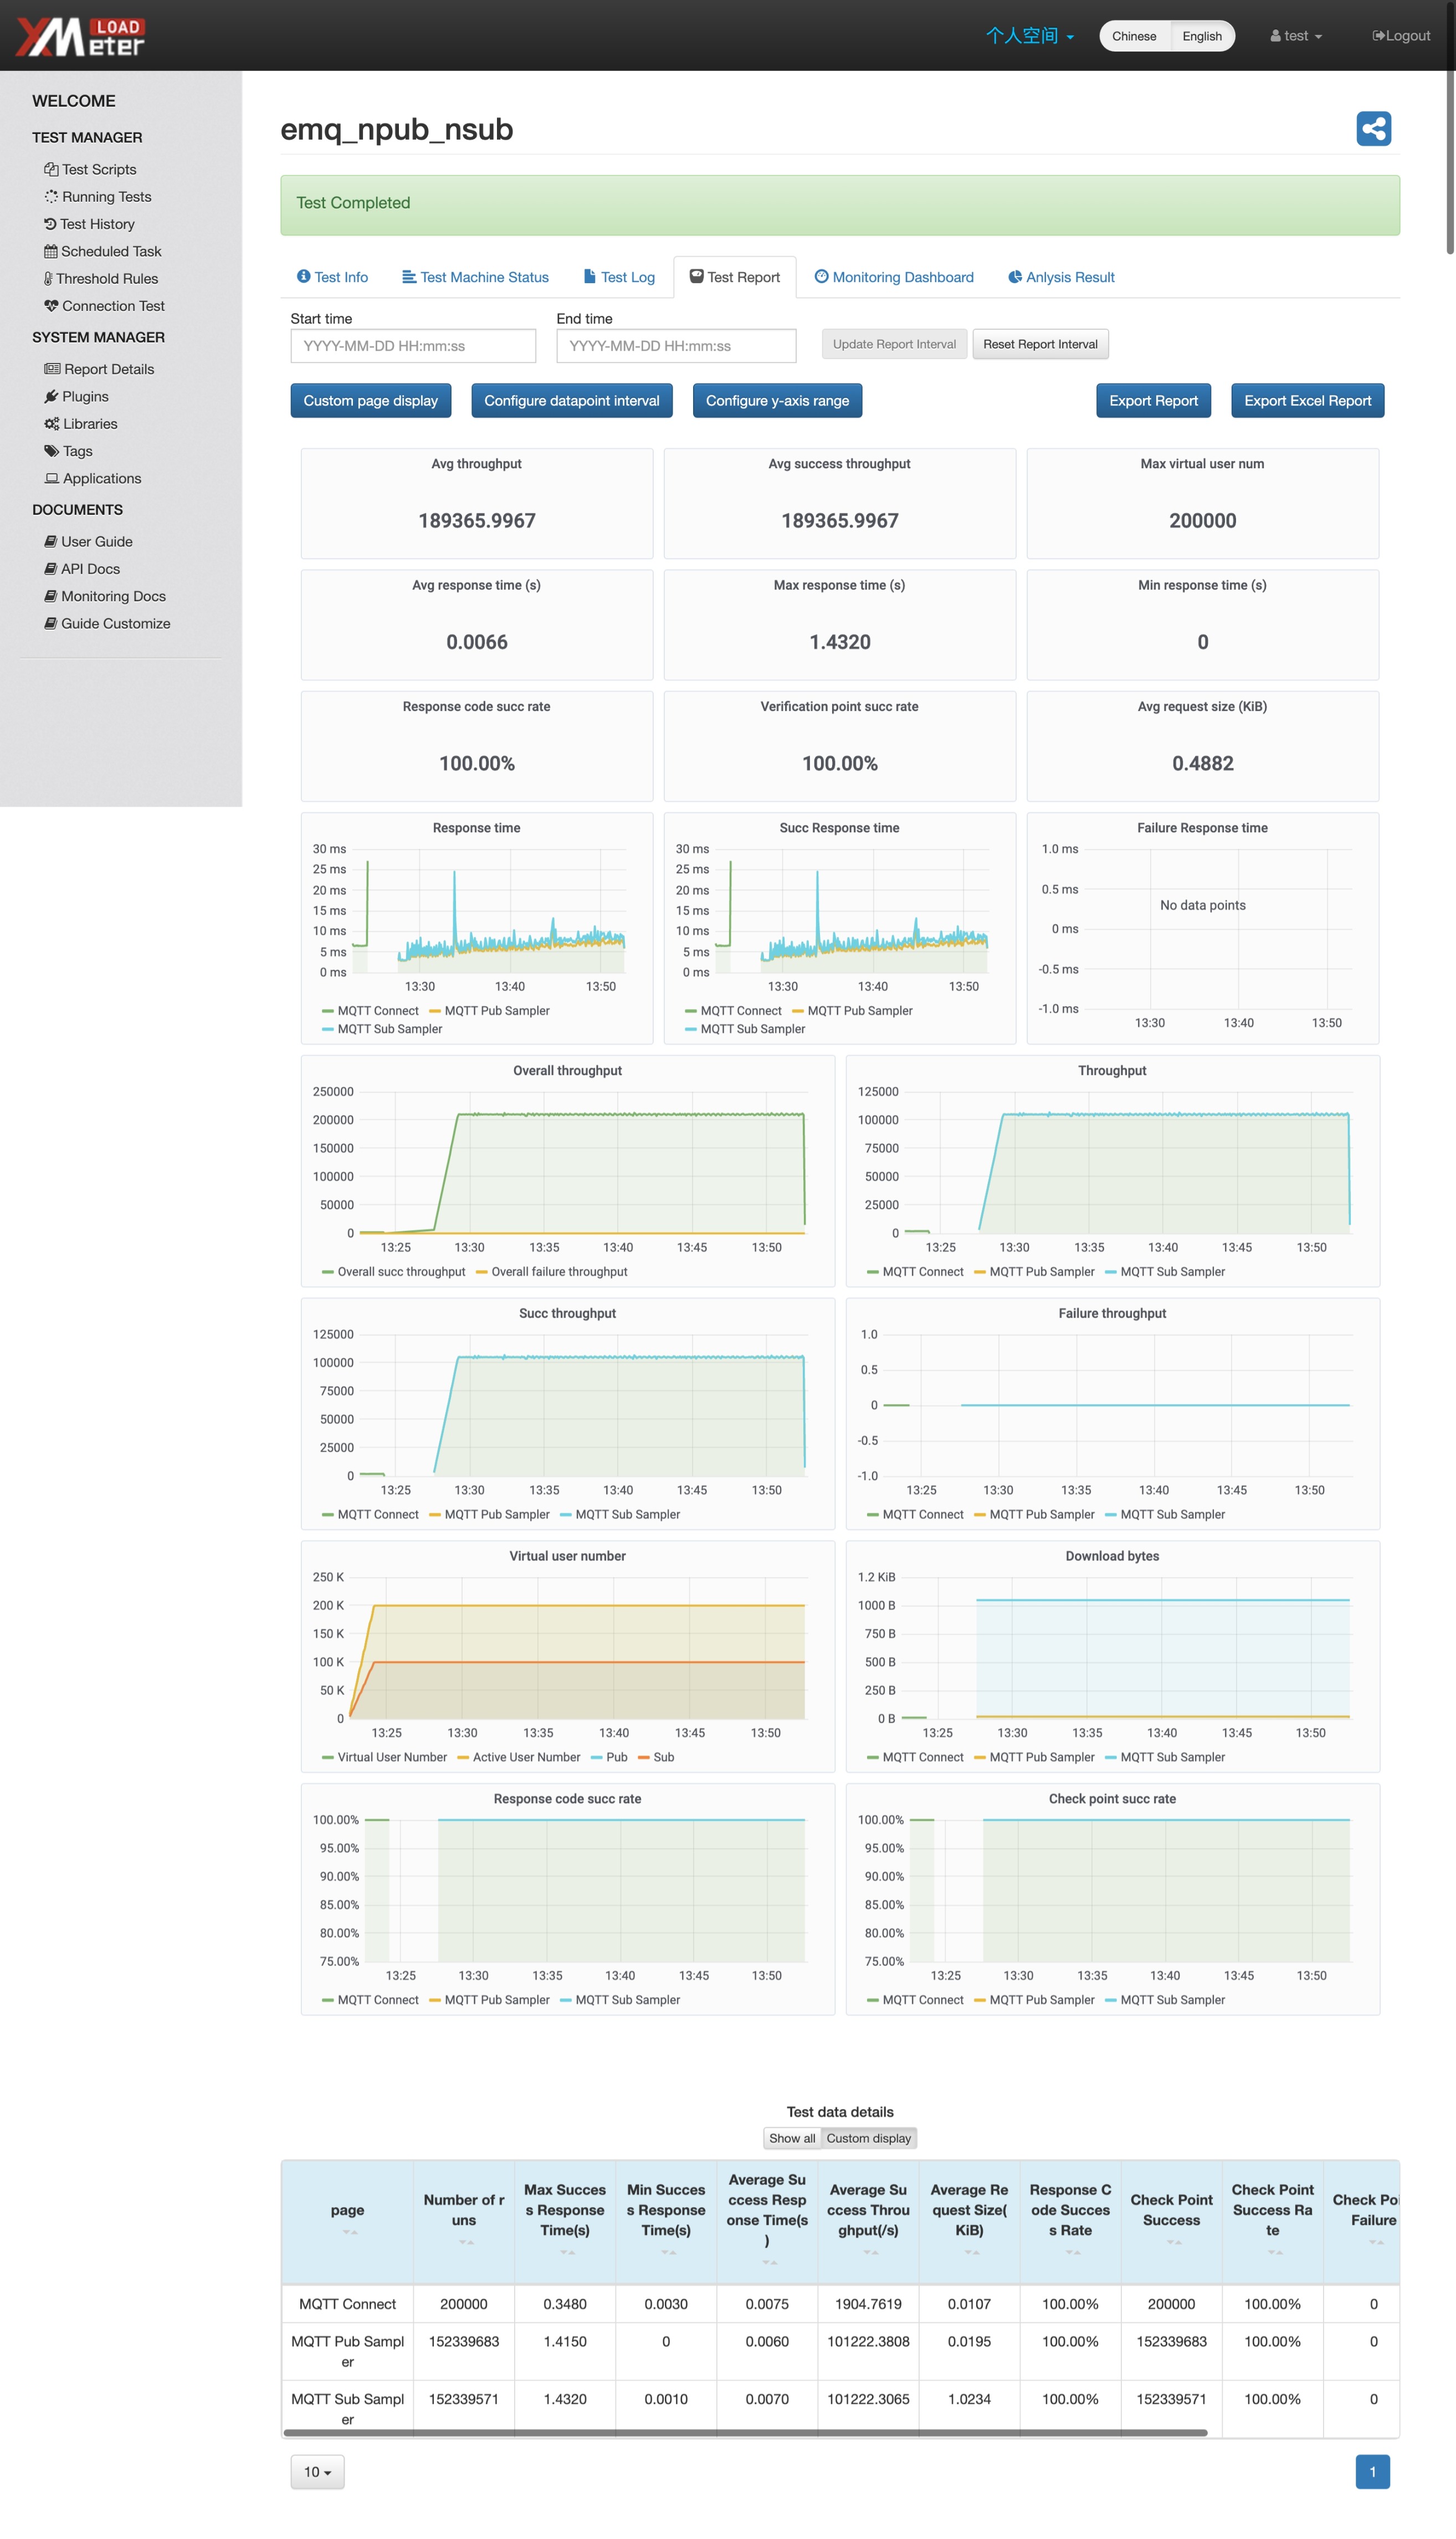 XMeter LOAD
个人空间
Chinese English
test
Logout
WELCOME
TEST MANAGER
Test Scripts
Running Tests
Test History
Scheduled Task
Threshold Rules
Connection Test
SYSTEM MANAGER
Report Details
Plugins
Libraries
Tags
Applications
DOCUMENTS
User Guide
API Docs
Monitoring Docs
Guide Customize
emq_npub_nsub
Test Completed
Test Info Test Machine Status Test Log Test Report Monitoring Dashboard Anlysis Result
Start time End time
YYYY-MM-DD HH:mm:ss YYYY-MM-DD HH:mm:ss Update Report Interval Reset Report Interval
Custom page display Configure datapoint interval Configure y-axis range Export Report Export Excel Report
Avg throughput
189365.9967
Avg success throughput
189365.9967
Max virtual user num
200000
Avg response time (s)
0.0066
Max response time (s)
1.4320
Min response time (s)
0
Response code succ rate
100.00%
Verification point succ rate
100.00%
Avg request size (KiB)
0.4882
Response time
30 ms
25 ms
20 ms
15 ms
10 ms
5 ms
0 ms
13:30 13:40 13:50
MQTT Connect MQTT Pub Sampler
MQTT Sub Sampler
Succ Response time
30 ms
25 ms
20 ms
15 ms
10 ms
5 ms
0 ms
13:30 13:40 13:50
MQTT Connect MQTT Pub Sampler
MQTT Sub Sampler
Failure Response time
1.0 ms
0.5 ms
No data points
0 ms
-0.5 ms
-1.0 ms
13:30 13:40 13:50
Overall throughput
250000
200000
150000
100000
50000
0
13:25 13:30 13:35 13:40 13:45 13:50
Overall succ throughput Overall failure throughput
Throughput
125000
100000
75000
50000
25000
0
13:25 13:30 13:35 13:40 13:45 13:50
MQTT Connect MQTT Pub Sampler MQTT Sub Sampler
Succ throughput
125000
100000
75000
50000
25000
0
13:25 13:30 13:35 13:40 13:45 13:50
MQTT Connect MQTT Pub Sampler MQTT Sub Sampler
Failure throughput
1.0
0.5
0
-0.5
-1.0
13:25 13:30 13:35 13:40 13:45 13:50
MQTT Connect MQTT Pub Sampler MQTT Sub Sampler
Virtual user number
250 K
200 K
150 K
100 K
50 K
0
13:25 13:30 13:35 13:40 13:45 13:50
Virtual User Number Active User Number Pub Sub
Download bytes
1.2 KiB
1000 B
750 B
500 B
250 B
0 B
13:25 13:30 13:35 13:40 13:45 13:50
MQTT Connect MQTT Pub Sampler MQTT Sub Sampler
Response code succ rate
100.00%
95.00%
90.00%
85.00%
80.00%
75.00%
13:25 13:30 13:35 13:40 13:45 13:50
MQTT Connect MQTT Pub Sampler MQTT Sub Sampler
Check point succ rate
100.00%
95.00%
90.00%
85.00%
80.00%
75.00%
13:25 13:30 13:35 13:40 13:45 13:50
MQTT Connect MQTT Pub Sampler MQTT Sub Sampler
Test data details
Show all Custom display
page
Number of r
uns
Max Succes
s Response
Time(s)
Min Succes
s Response
Time(s)
Average Su
ccess Resp
onse Time(s
)
Average Su
ccess Throu
ghput(/s)
Average Re
quest Size(
KiB)
Response C
ode Succes
s Rate
Check Point
Success
Check Point
Success Ra
te
Check Poi
Failure
MQTT Connect 200000 0.3480 0.0030 0.0075 1904.7619 0.0107 100.00% 200000 100.00% 0
MQTT Pub Sampl 152339683 1.4150 0 0.0060 101222.3808 0.0195 100.00% 152339683 100.00% 0
er
MQTT Sub Sampl 152339571 1.4320 0.0010 0.0070 101222.3065 1.0234 100.00% 152339571 100.00% 0
er
10 1